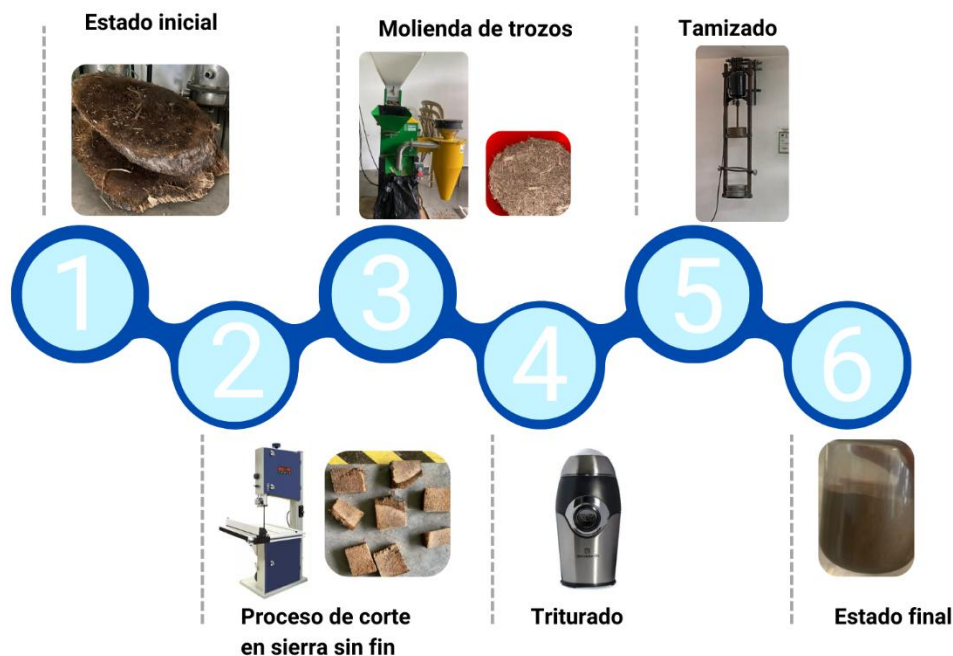 Estado inicial
Molienda de trozos
Tamizado
1
2
3
4
5
6
Proceso de corte
en sierra sin fin
Triturado
Estado final